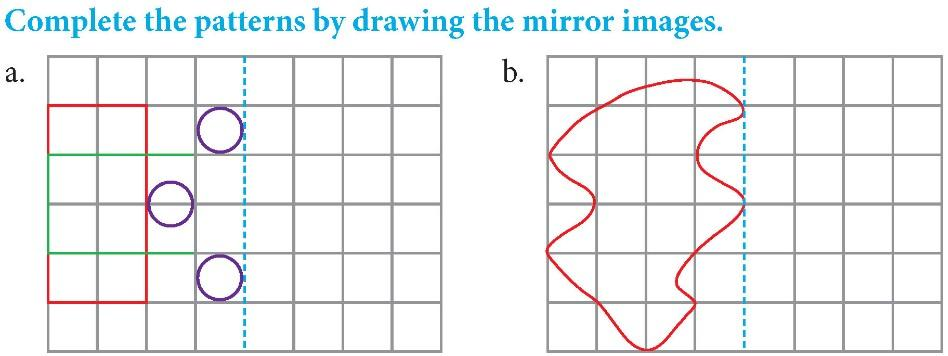 Complete the patterns by drawing the mirror images.
a.
b.